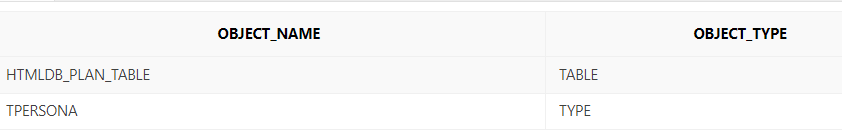 OBJECT_NAME OBJECT_TYPE
HTMLDB_PLAN_TABLE TABLE
TPERSONA TYPE